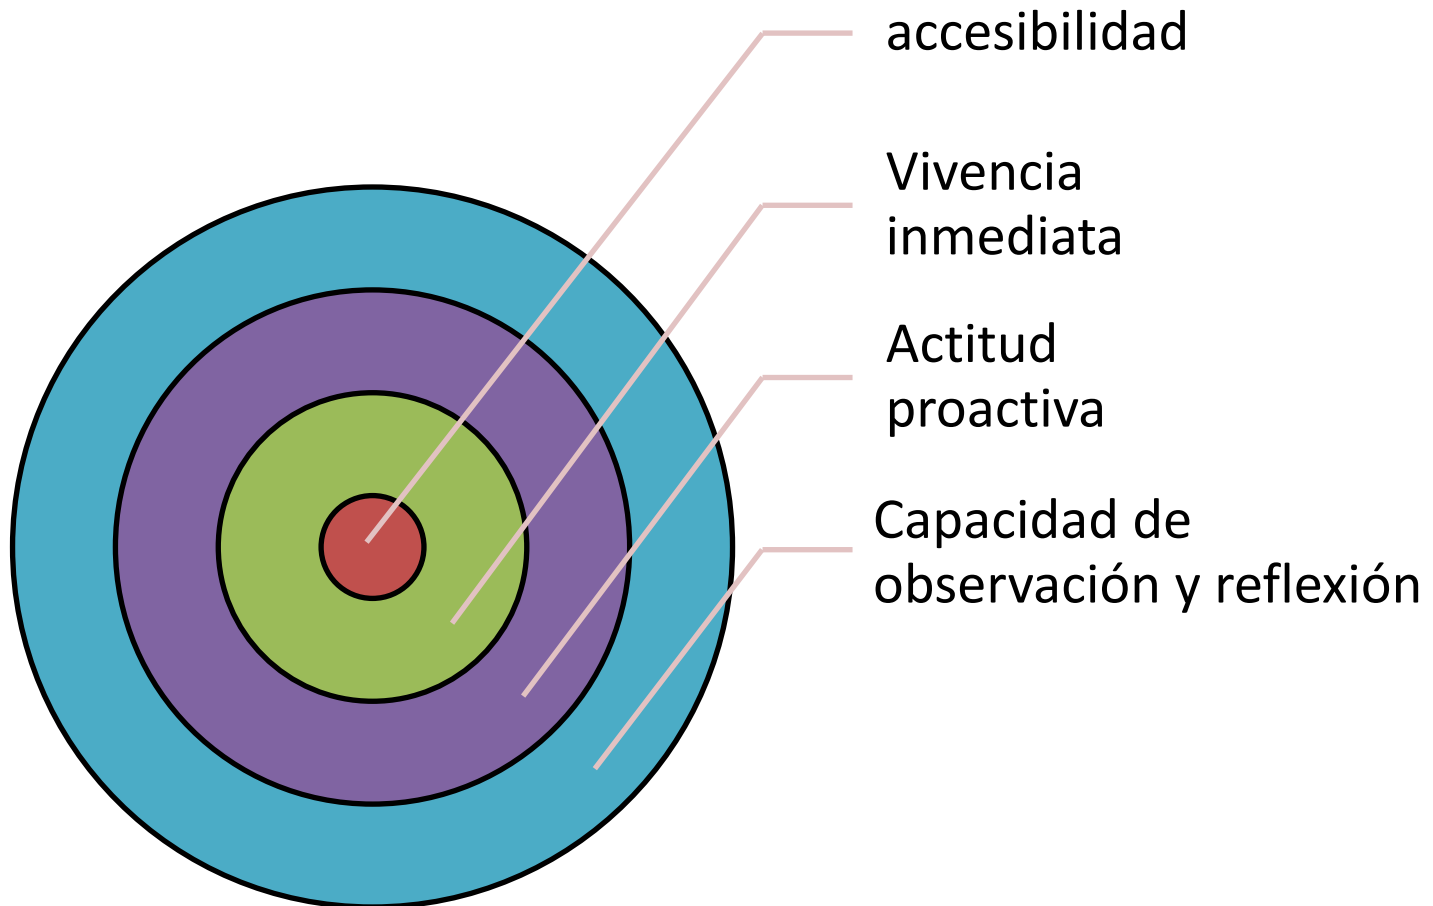 accesibilidad
Vivencia
inmediata
Actitud
proactiva
Capacidad de
observación y reflexión